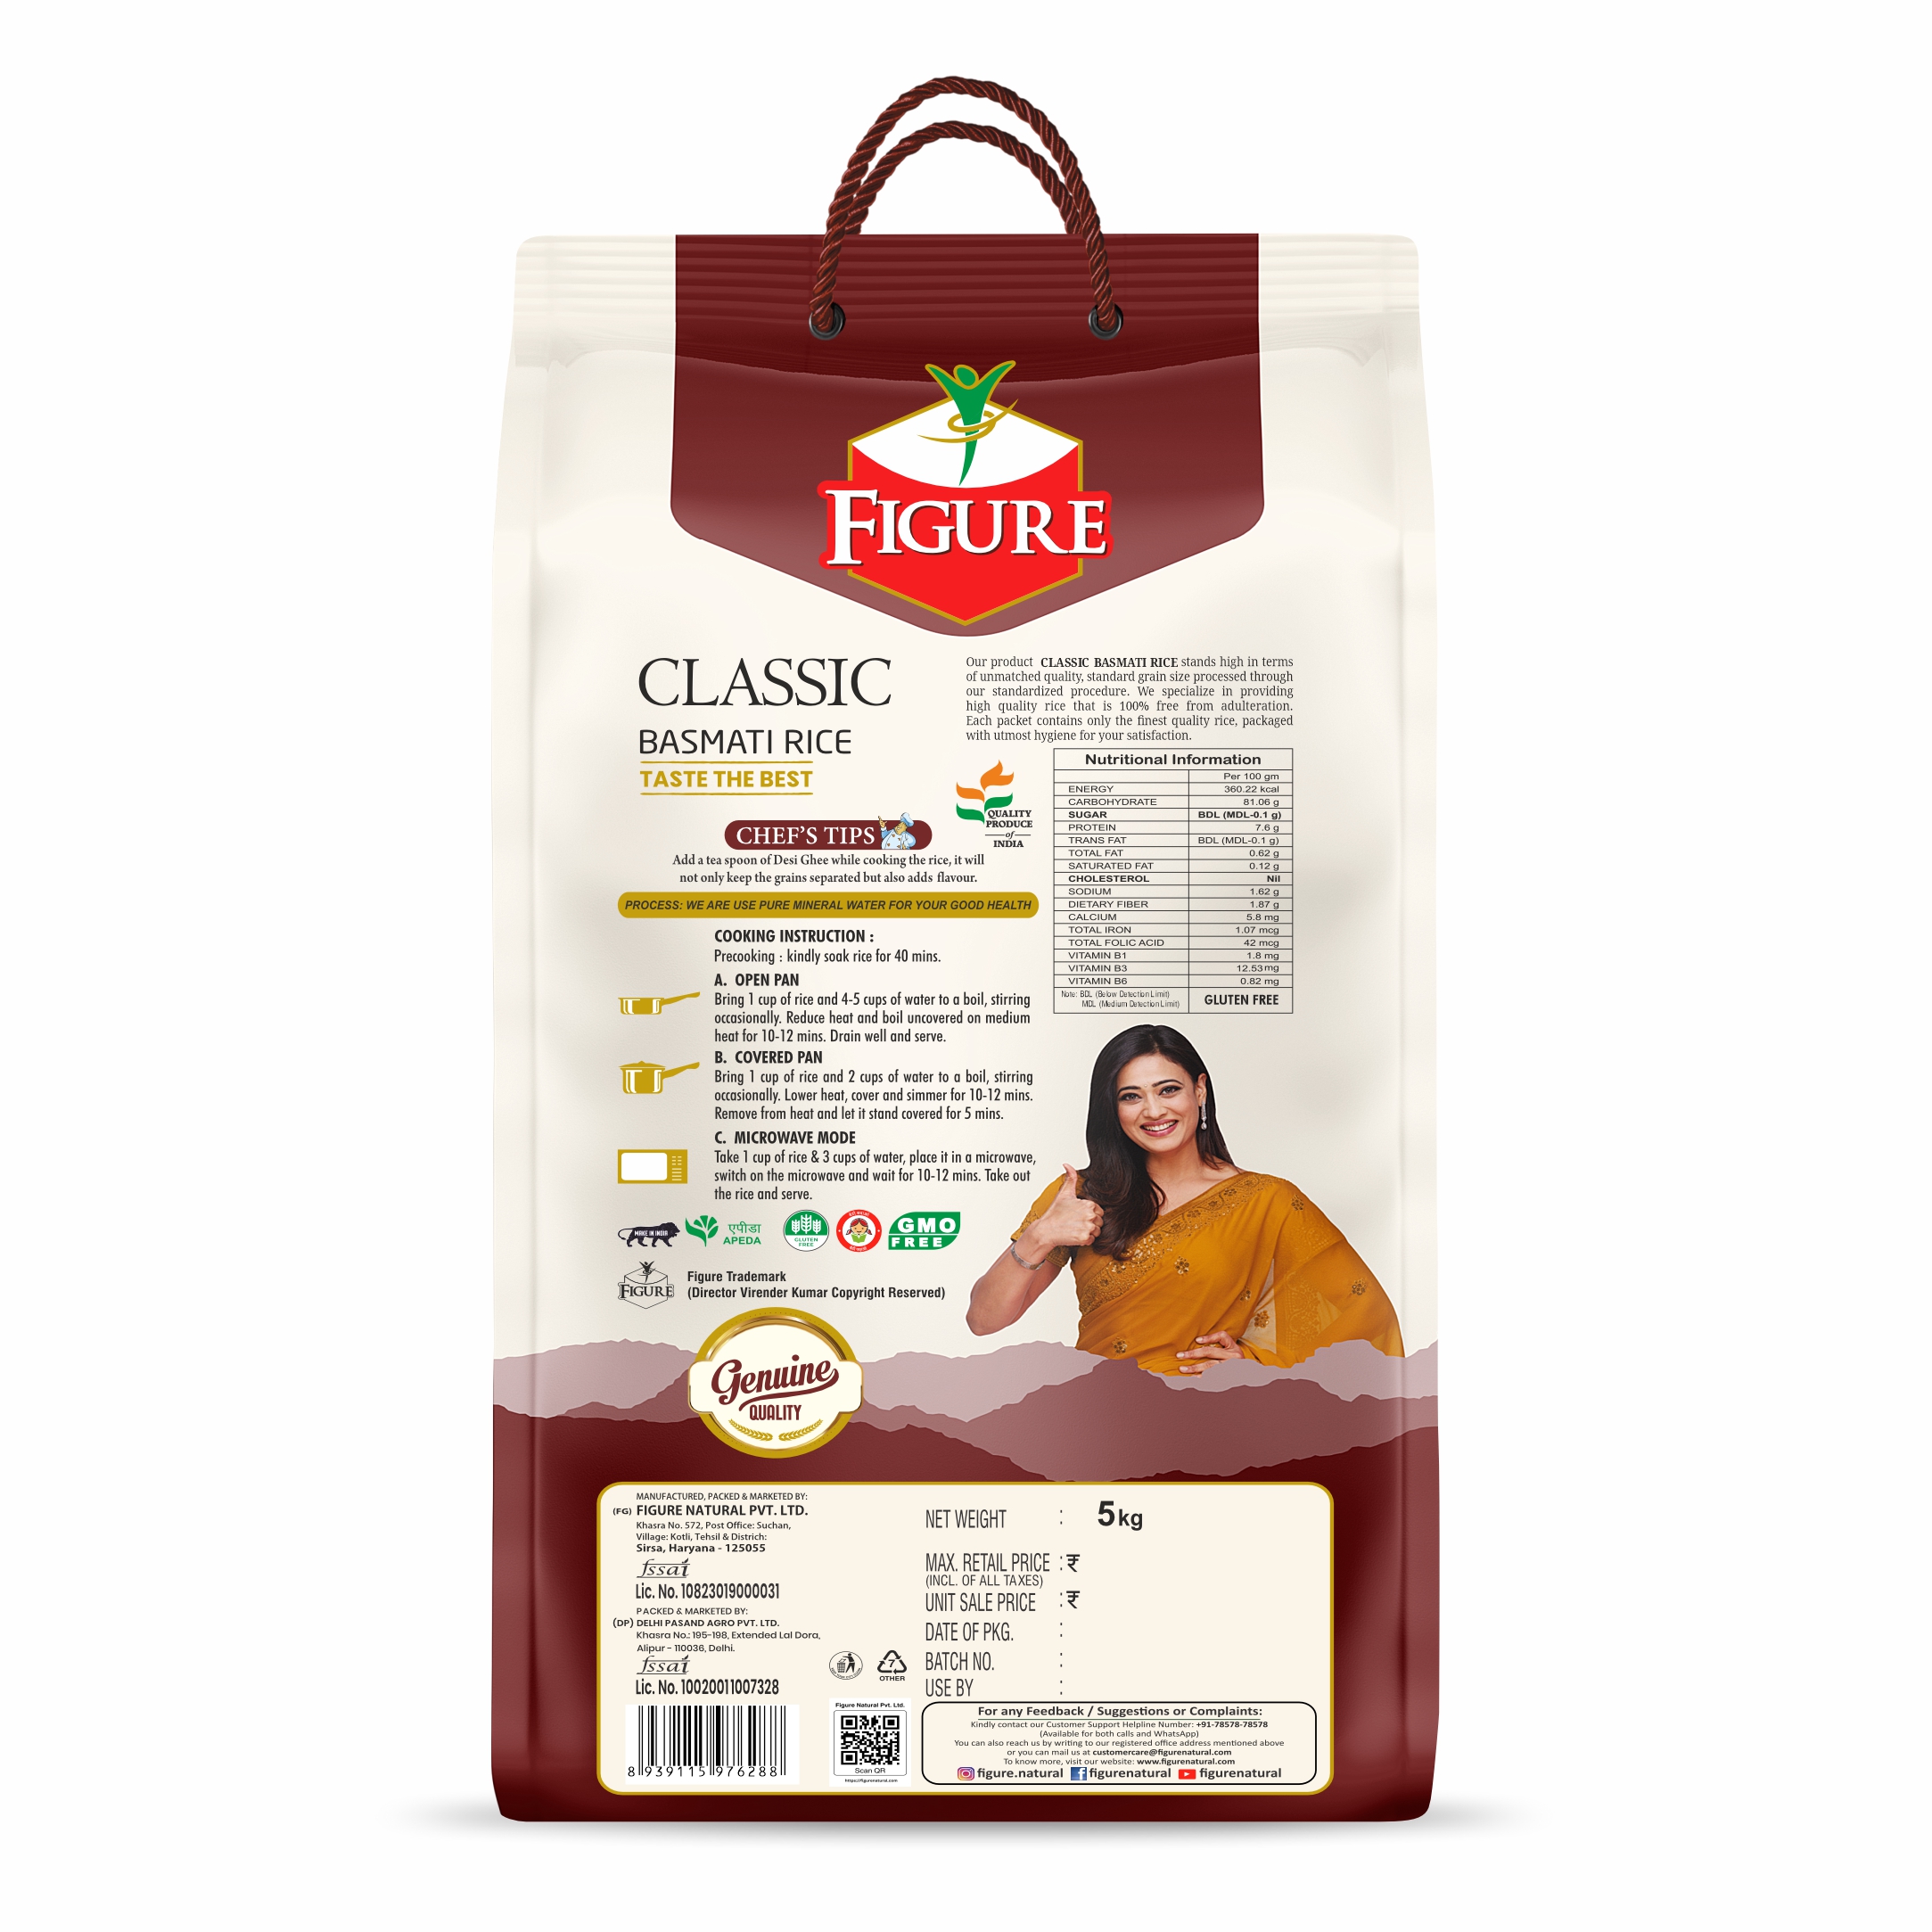 FIGURE
CLASSIC
BASMATI RICE
TASTE THE BEST
Our product CLASSIC BASMATI RICE stands high in terms
of unmatched quality, standard grain size processed through
our standardized procedure. We specialize in providing
high quality rice that is 100% free from adulteration.
Each packet contains only the finest quality rice, packaged
with utmost hygiene for your satisfaction.
QUALITY
PRODUCE
of
INDIA
Nutritional Information
Per 100 gm
ENERGY 360.22 kcal
CARBOHYDRATE 81.06 g
SUGAR BDL (MDL-0.1 g)
PROTEIN 7.6 g
TRANS FAT BDL (MDL-0.1 g)
TOTAL FAT 0.62 g
SATURATED FAT 0.12 g
CHOLESTEROL Nil
SODIUM 1.62 g
DIETARY FIBER 1.87 g
CALCIUM 5.8 mg
TOTAL IRON 1.07 mcg
TOTAL FOLIC ACID 42 mcg
VITAMIN B1 1.8 mg
VITAMIN B3 12.53 mg
VITAMIN B6 0.82 mg
Note: BDL (Below Detection Limit)
MDL (Medium Detection Limit)
GLUTEN FREE
CHEF'S TIPS
Add a tea spoon of Desi Ghee while cooking the rice, it will
not only keep the grains separated but also adds flavour.
PROCESS: WE ARE USE PURE MINERAL WATER FOR YOUR GOOD HEALTH
COOKING INSTRUCTION :
Precooking : kindly soak rice for 40 mins.
A. OPEN PAN
Bring 1 cup of rice and 4-5 cups of water to a boil, stirring
occasionally. Reduce heat and boil uncovered on medium
heat for 10-12 mins. Drain well and serve.
B. COVERED PAN
Bring 1 cup of rice and 2 cups of water to a boil, stirring
occasionally. Lower heat, cover and simmer for 10-12 mins.
Remove from heat and let it stand covered for 5 mins.
C. MICROWAVE MODE
Take 1 cup of rice & 3 cups of water, place it in a microwave,
switch on the microwave and wait for 10-12 mins. Take out
the rice and serve.
MAKE IN INDIA
एपीडा
APEDA
GLUTEN
FREE
GMO
FREE
FIGURE
Figure Trademark
(Director Virender Kumar Copyright Reserved)
Genuine
QUALITY
MANUFACTURED, PACKED & MARKETED BY:
(FG) FIGURE NATURAL PVT. LTD.
Khasra No. 572, Post Office: Suchan,
Village: Kotli, Tehsil & District:
Sirsa, Haryana - 125055
fssai
Lic. No. 10823019000031
PACKED & MARKETED BY:
(DP) DELHI PASAND AGRO PVT. LTD.
Khasra No.: 195-198, Extended Lal Dora,
Alipur - 110036, Delhi.
fssai
Lic. No. 10020011007328
8 939115 976288
7
OTHER
Figure Natural Pvt. Ltd.
Scan QR
https://figurenatural.com
NET WEIGHT : 5 kg
MAX. RETAIL PRICE : ₹
(INCL. OF ALL TAXES)
UNIT SALE PRICE : ₹
DATE OF PKG. :
BATCH NO. :
USE BY :
For any Feedback / Suggestions or Complaints:
Kindly contact our Customer Support Helpline Number: +91-78578-78578
(Available for both calls and WhatsApp)
You can also reach us by writing to our registered office address mentioned above
or you can mail us at customercare@figurenatural.com
To know more, visit our website: www.figurenatural.com
figure.natural figurenatural figurenatural